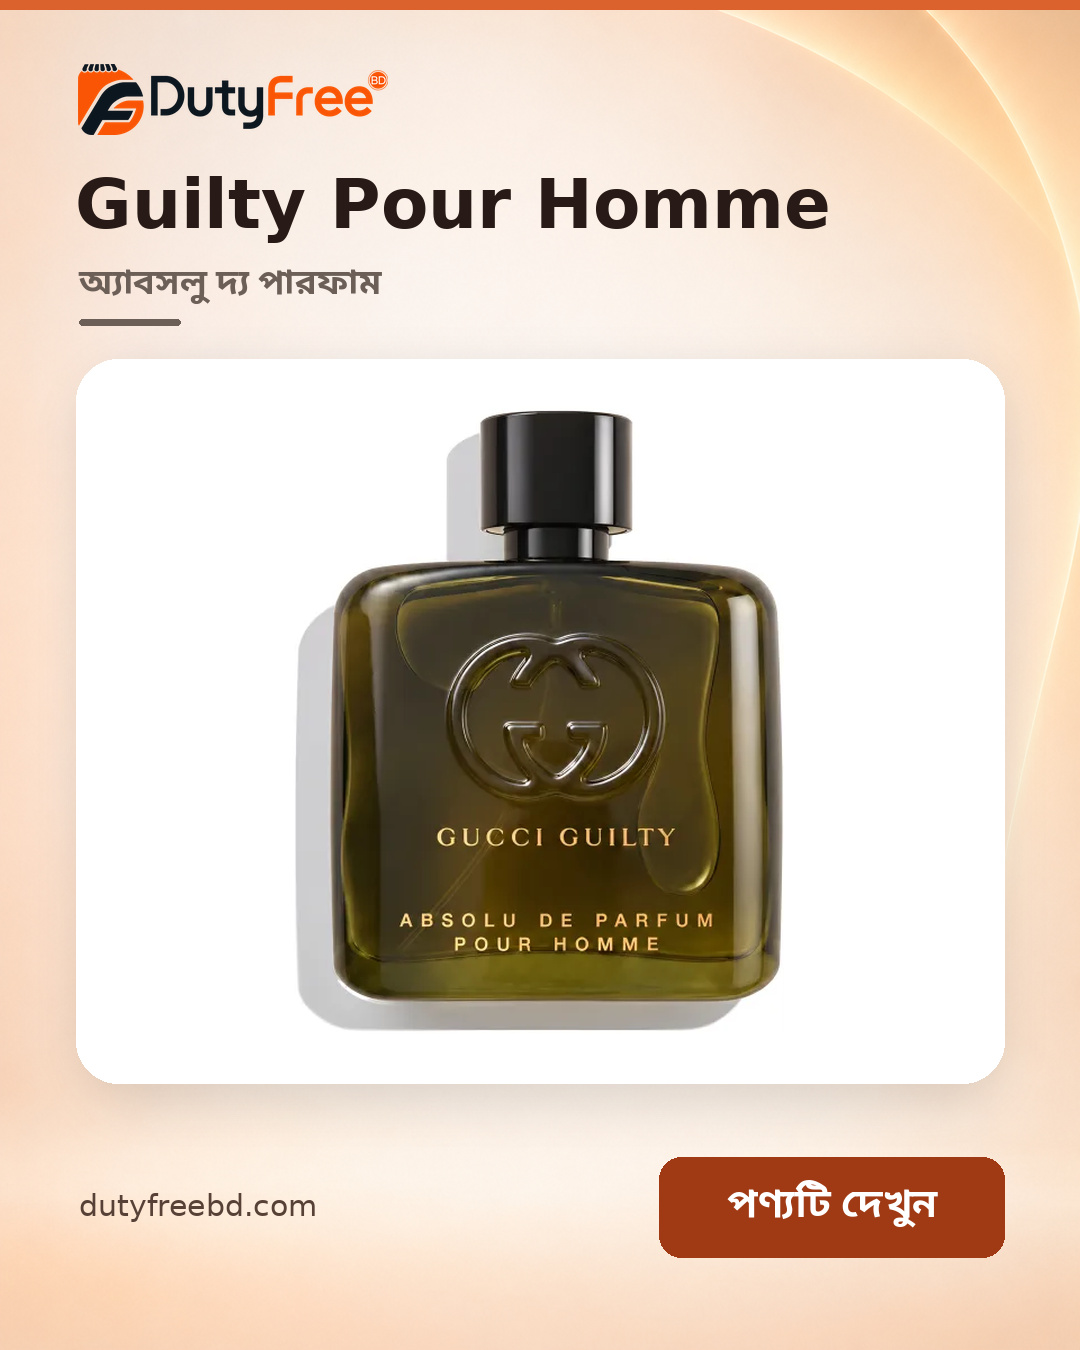 DutyFree BD
Guilty Pour Homme
অ্যাবসলু দ্য পারফাম
GUCCI GUILTY
ABSOLU DE PARFUM
POUR HOMME
dutyfreebd.com
পণ্যটি দেখুন